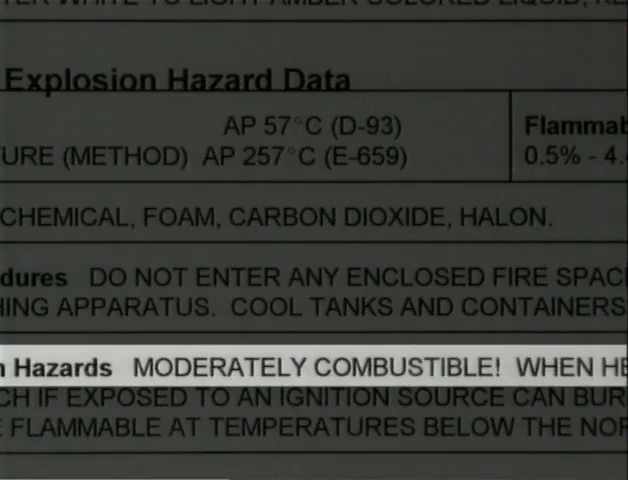 Explosion Hazard Data
AP 57°C (D-93)
URE (METHOD) AP 257°C (E-659)
Flammab
0.5% - 4.
CHEMICAL, FOAM, CARBON DIOXIDE, HALON.
dures DO NOT ENTER ANY ENCLOSED FIRE SPAC
HING APPARATUS. COOL TANKS AND CONTAINERS
n Hazards MODERATELY COMBUSTIBLE! WHEN HE
CH IF EXPOSED TO AN IGNITION SOURCE CAN BUR
E FLAMMABLE AT TEMPERATURES BELOW THE NOR